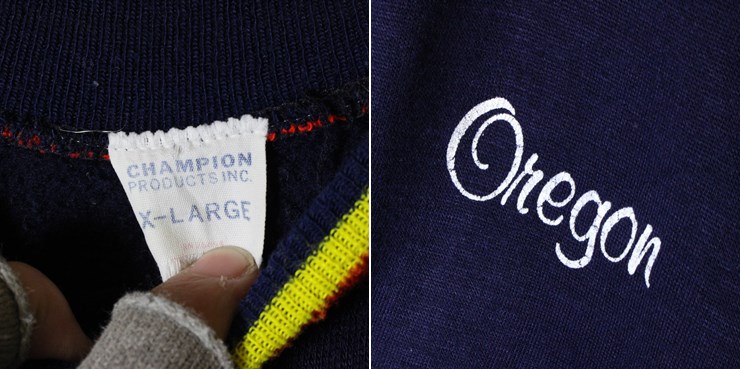 CHAMPION
PRODUCTS INC.
X-LARGE
Oregon